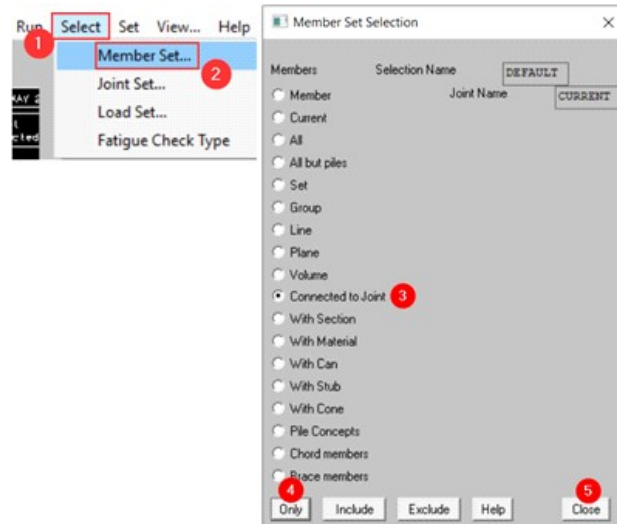 Run Select Set View... Help
1
Member Set...
2
Joint Set...
Load Set...
Fatigue Check Type
Member Set Selection
Members Selection Name DEFAULT
Member Joint Name CURRENT
Current
All
All but piles
Set
Group
Line
Plane
Volume
Connected to Joint 3
With Section
With Material
With Can
With Stub
With Cone
Pile Concepts
Chord members
Brace members
4 5
Only Include Exclude Help Close